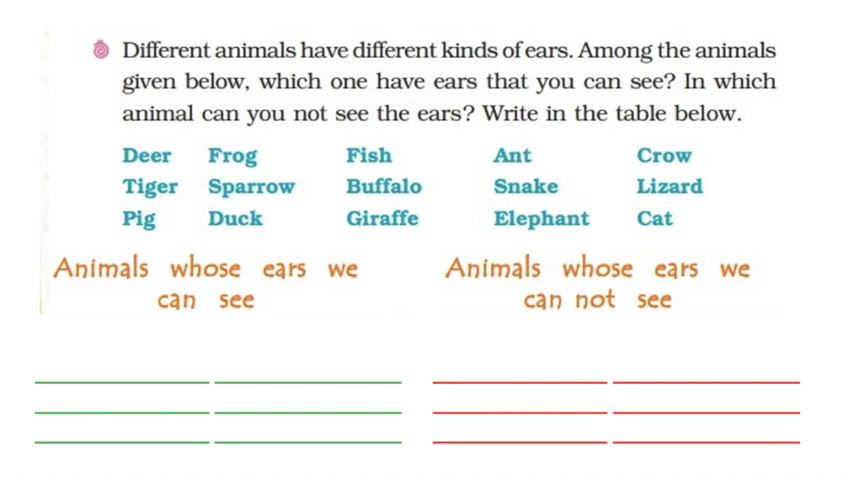 Different animals have different kinds of ears. Among the animals
given below, which one have ears that you can see? In which
animal can you not see the ears? Write in the table below.
Deer Frog Fish Ant Crow
Tiger Sparrow Buffalo Snake Lizard
Pig Duck Giraffe Elephant Cat
Animals whose ears we
can see
Animals whose ears we
can not see